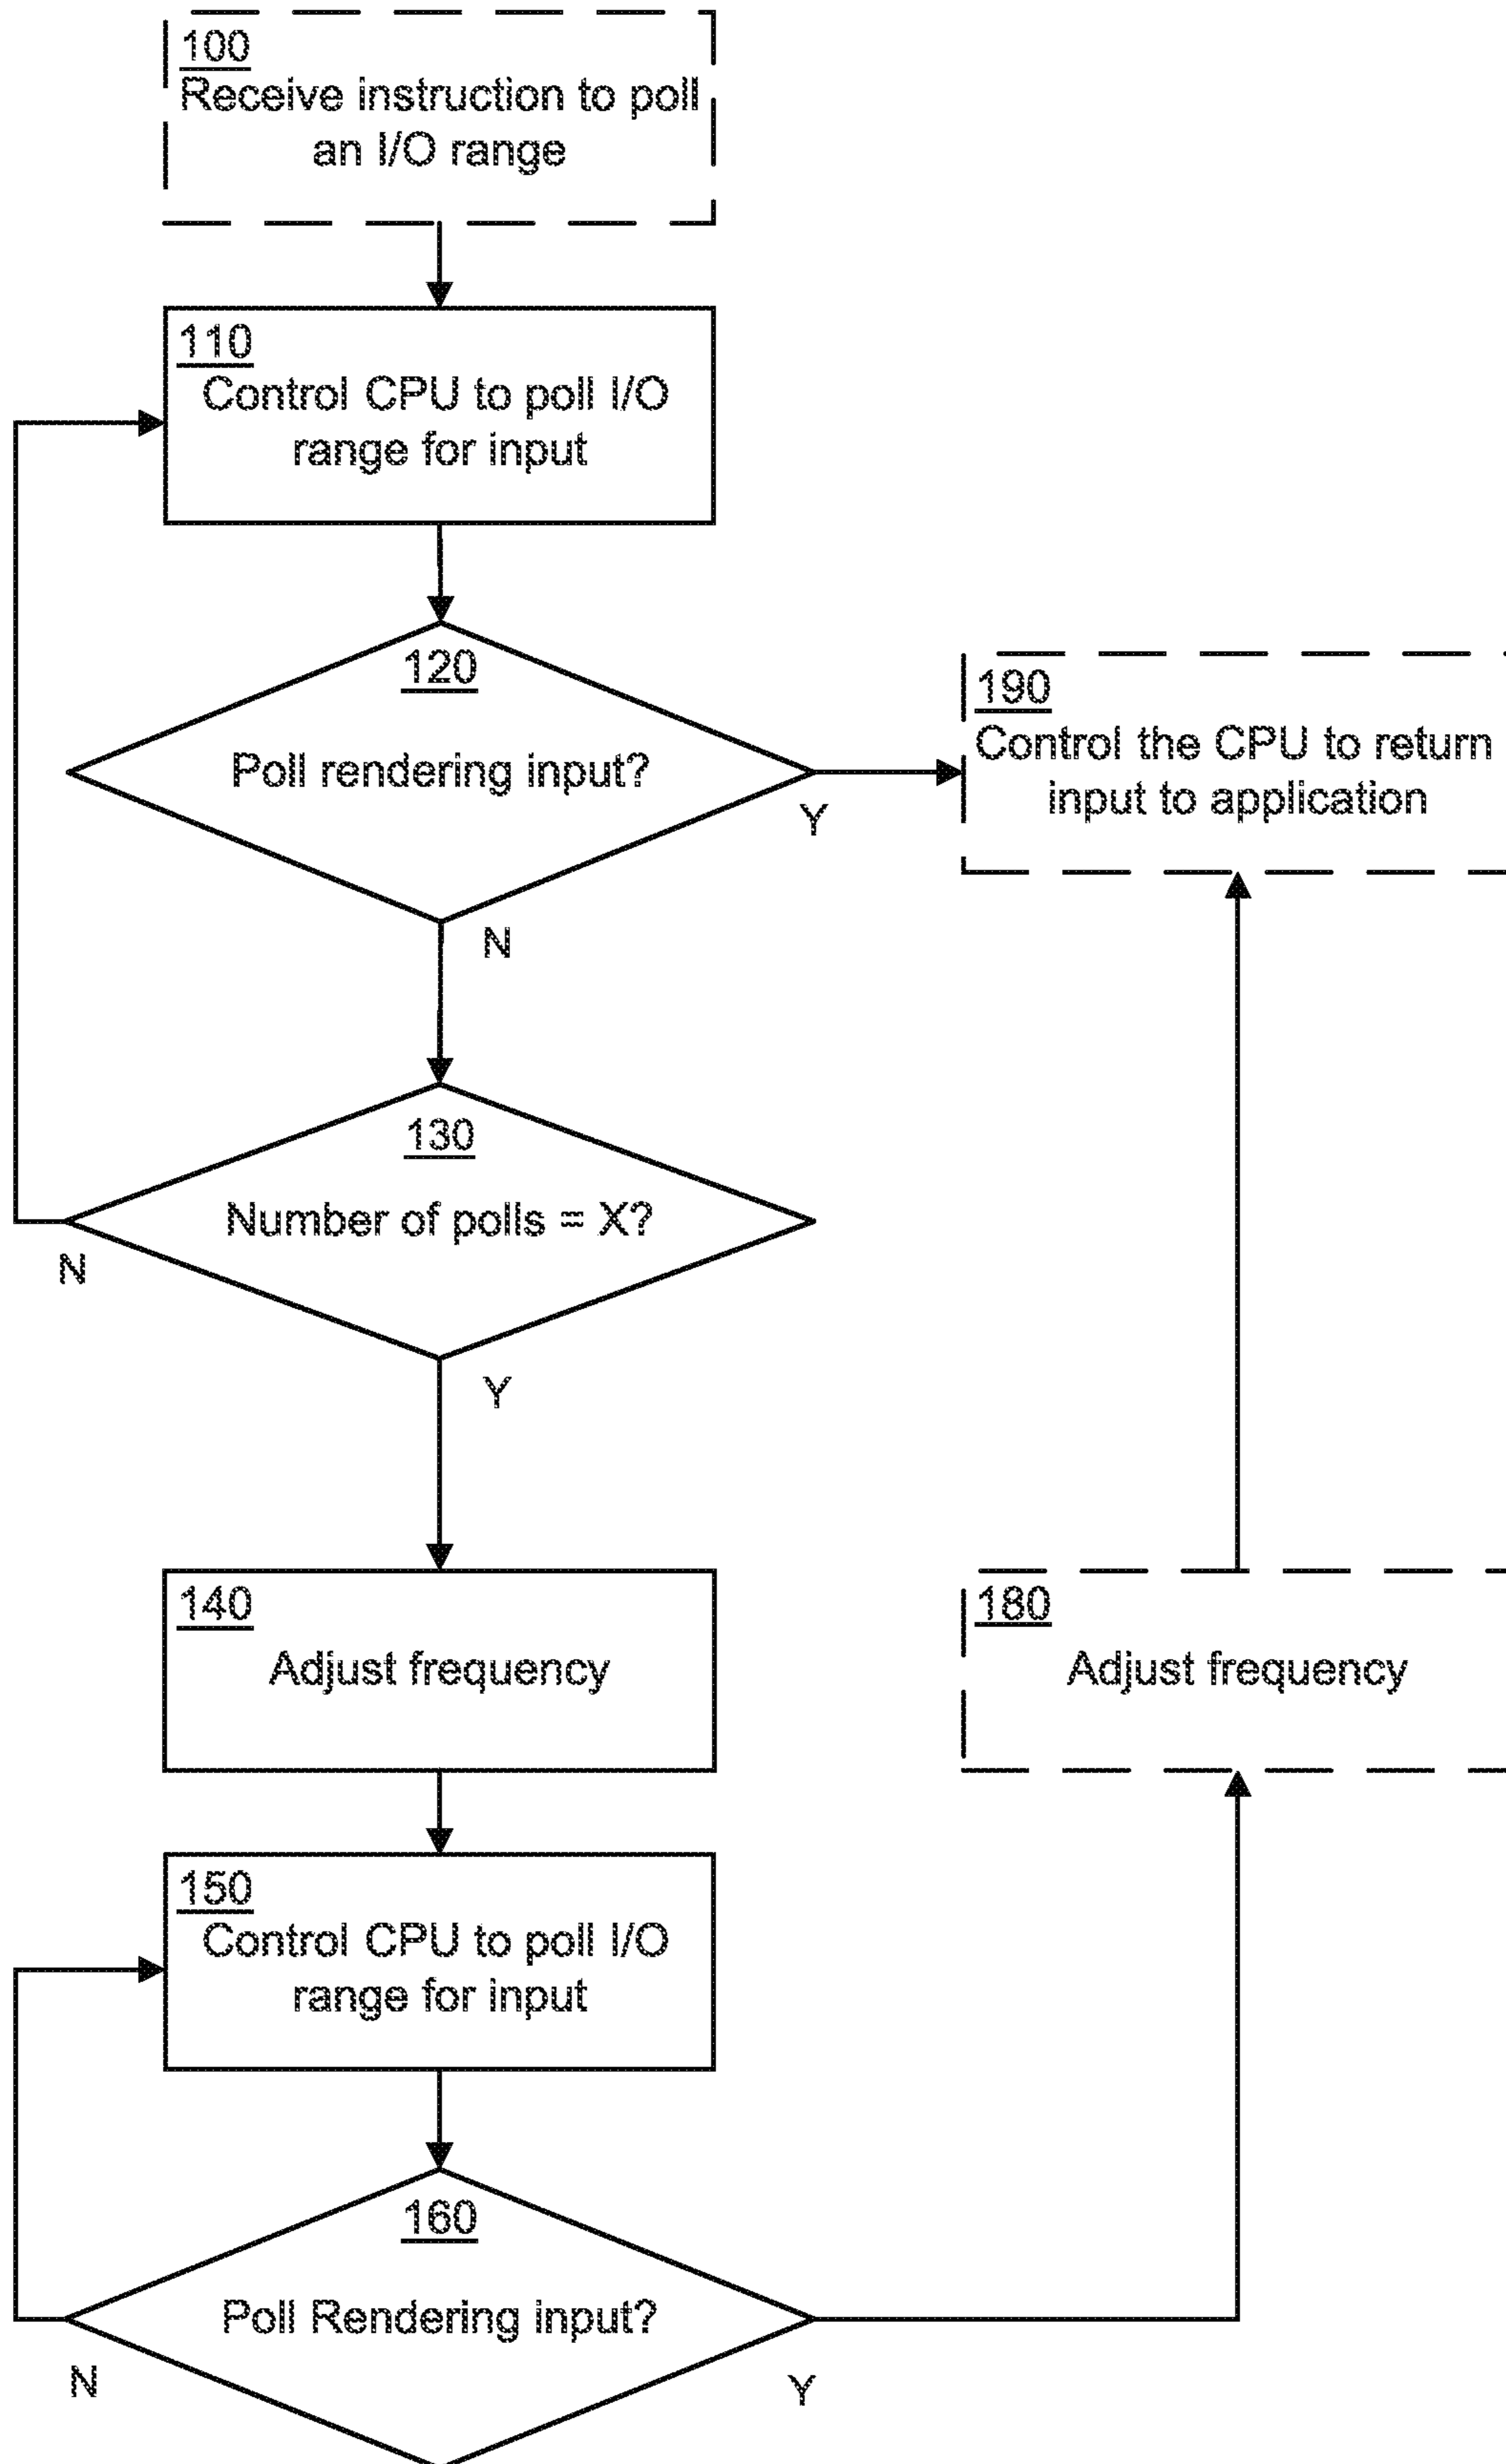 100
Receive instruction to poll
an I/O range
110
Control CPU to poll I/O
range for input
120
Poll rendering input?
Y
N
190
Control the CPU to return
input to application
130
Number of polls = X?
N
Y
140
Adjust frequency
180
Adjust frequency
150
Control CPU to poll I/O
range for input
160
Poll Rendering input?
N
Y